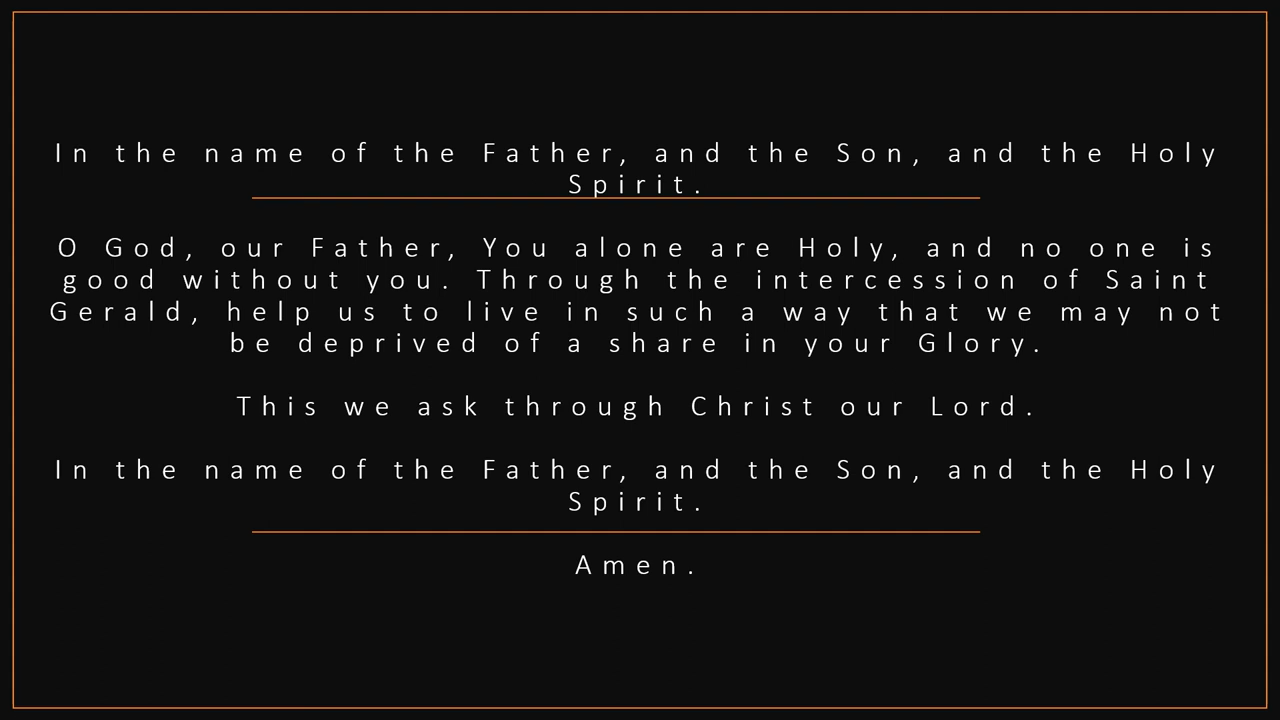 In the name of the Father, and the Son, and the Holy
Spirit.
O God, our Father, You alone are Holy, and no one is
good without you. Through the intercession of Saint
Gerald, help us to live in such a way that we may not
be deprived of a share in your Glory.
This we ask through Christ our Lord.
In the name of the Father, and the Son, and the Holy
Spirit.
Amen.